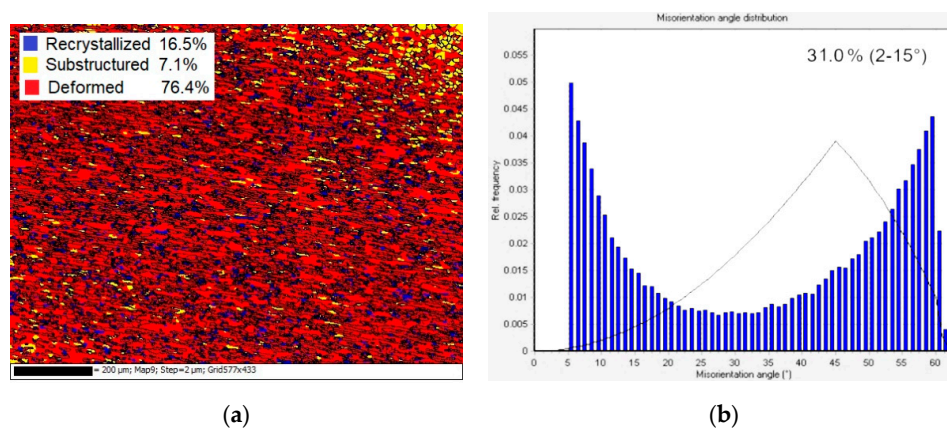 Recrystallized 16.5%
Substructured 7.1%
Deformed 76.4%
= 200 µm; Map9; Step=2 µm; Grid577x433
(a)
b
Misorientation angle distribution
31.0 % (2-15°)
0.055
0.05
0.045
0.04
0.035
0.03
0.025
0.02
0.015
0.01
0.005
0
Rel. frequency
0 5 10 15 20 25 30 35 40 45 50 55 60
Misorientation angle (°)
(b)